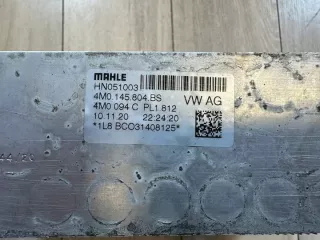 MAHLE
HN051003
4M0.145.804.BS VW AG
4M0 094 C PL1.812
10.11.20 22:24:20
*1L8 BCO31408125*